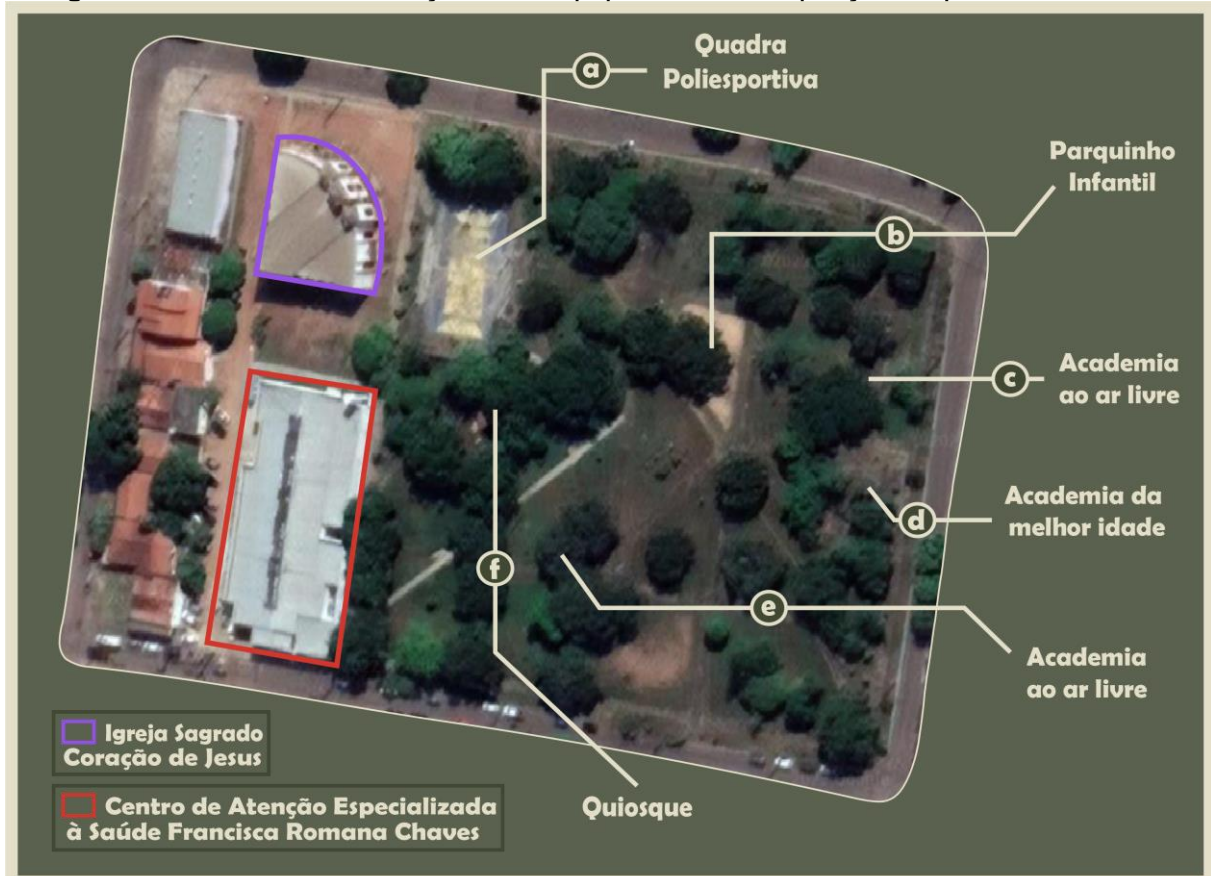 a
Quadra
Poliesportiva
Parquinho
Infantil
b
c
Academia
ao ar livre
Academia da
melhor idade
d
f
e
Academia
ao ar livre
Igreja Sagrado
Coração de Jesus
Centro de Atenção Especializada
à Saúde Francisca Romana Chaves
Quiosque